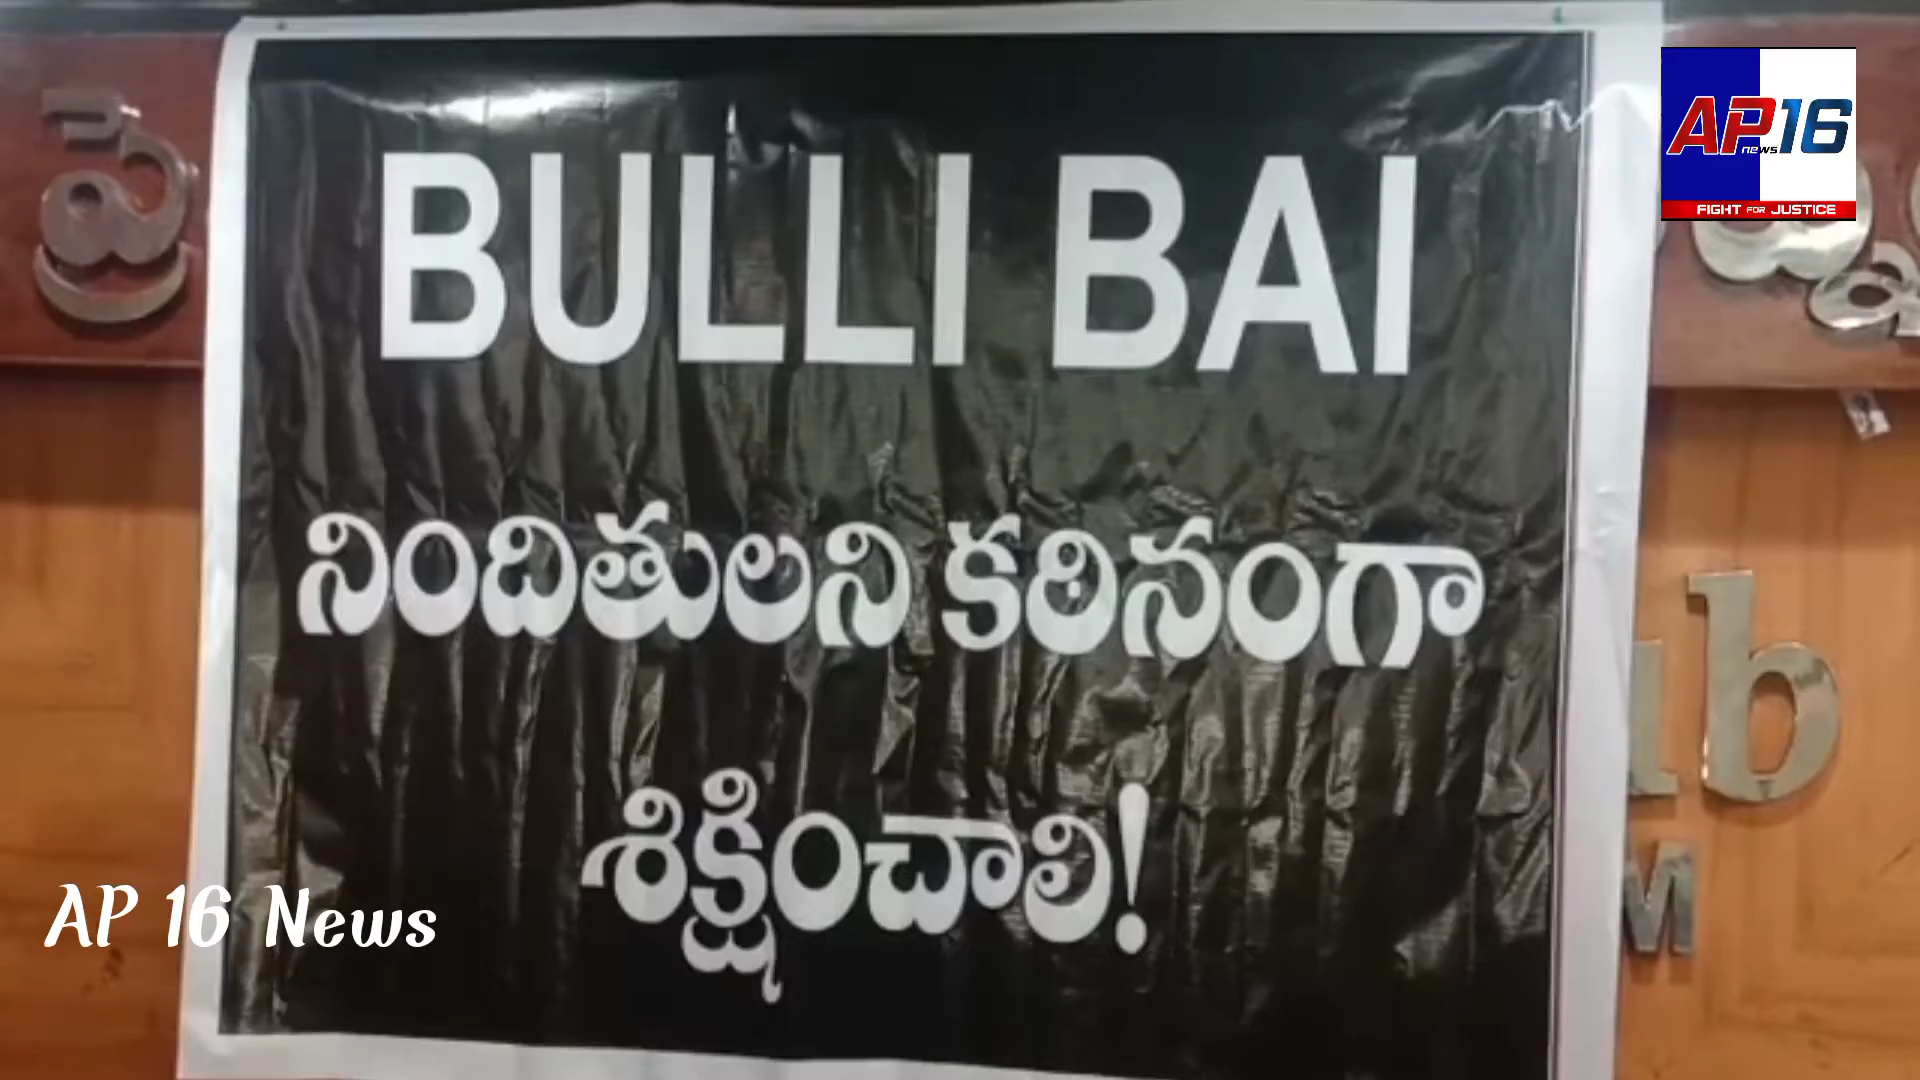 BULLI BAI
నిందితులని కఠినంగా
శిక్షించాలి!
AP16
news
FIGHT FOR JUSTICE
AP 16 News